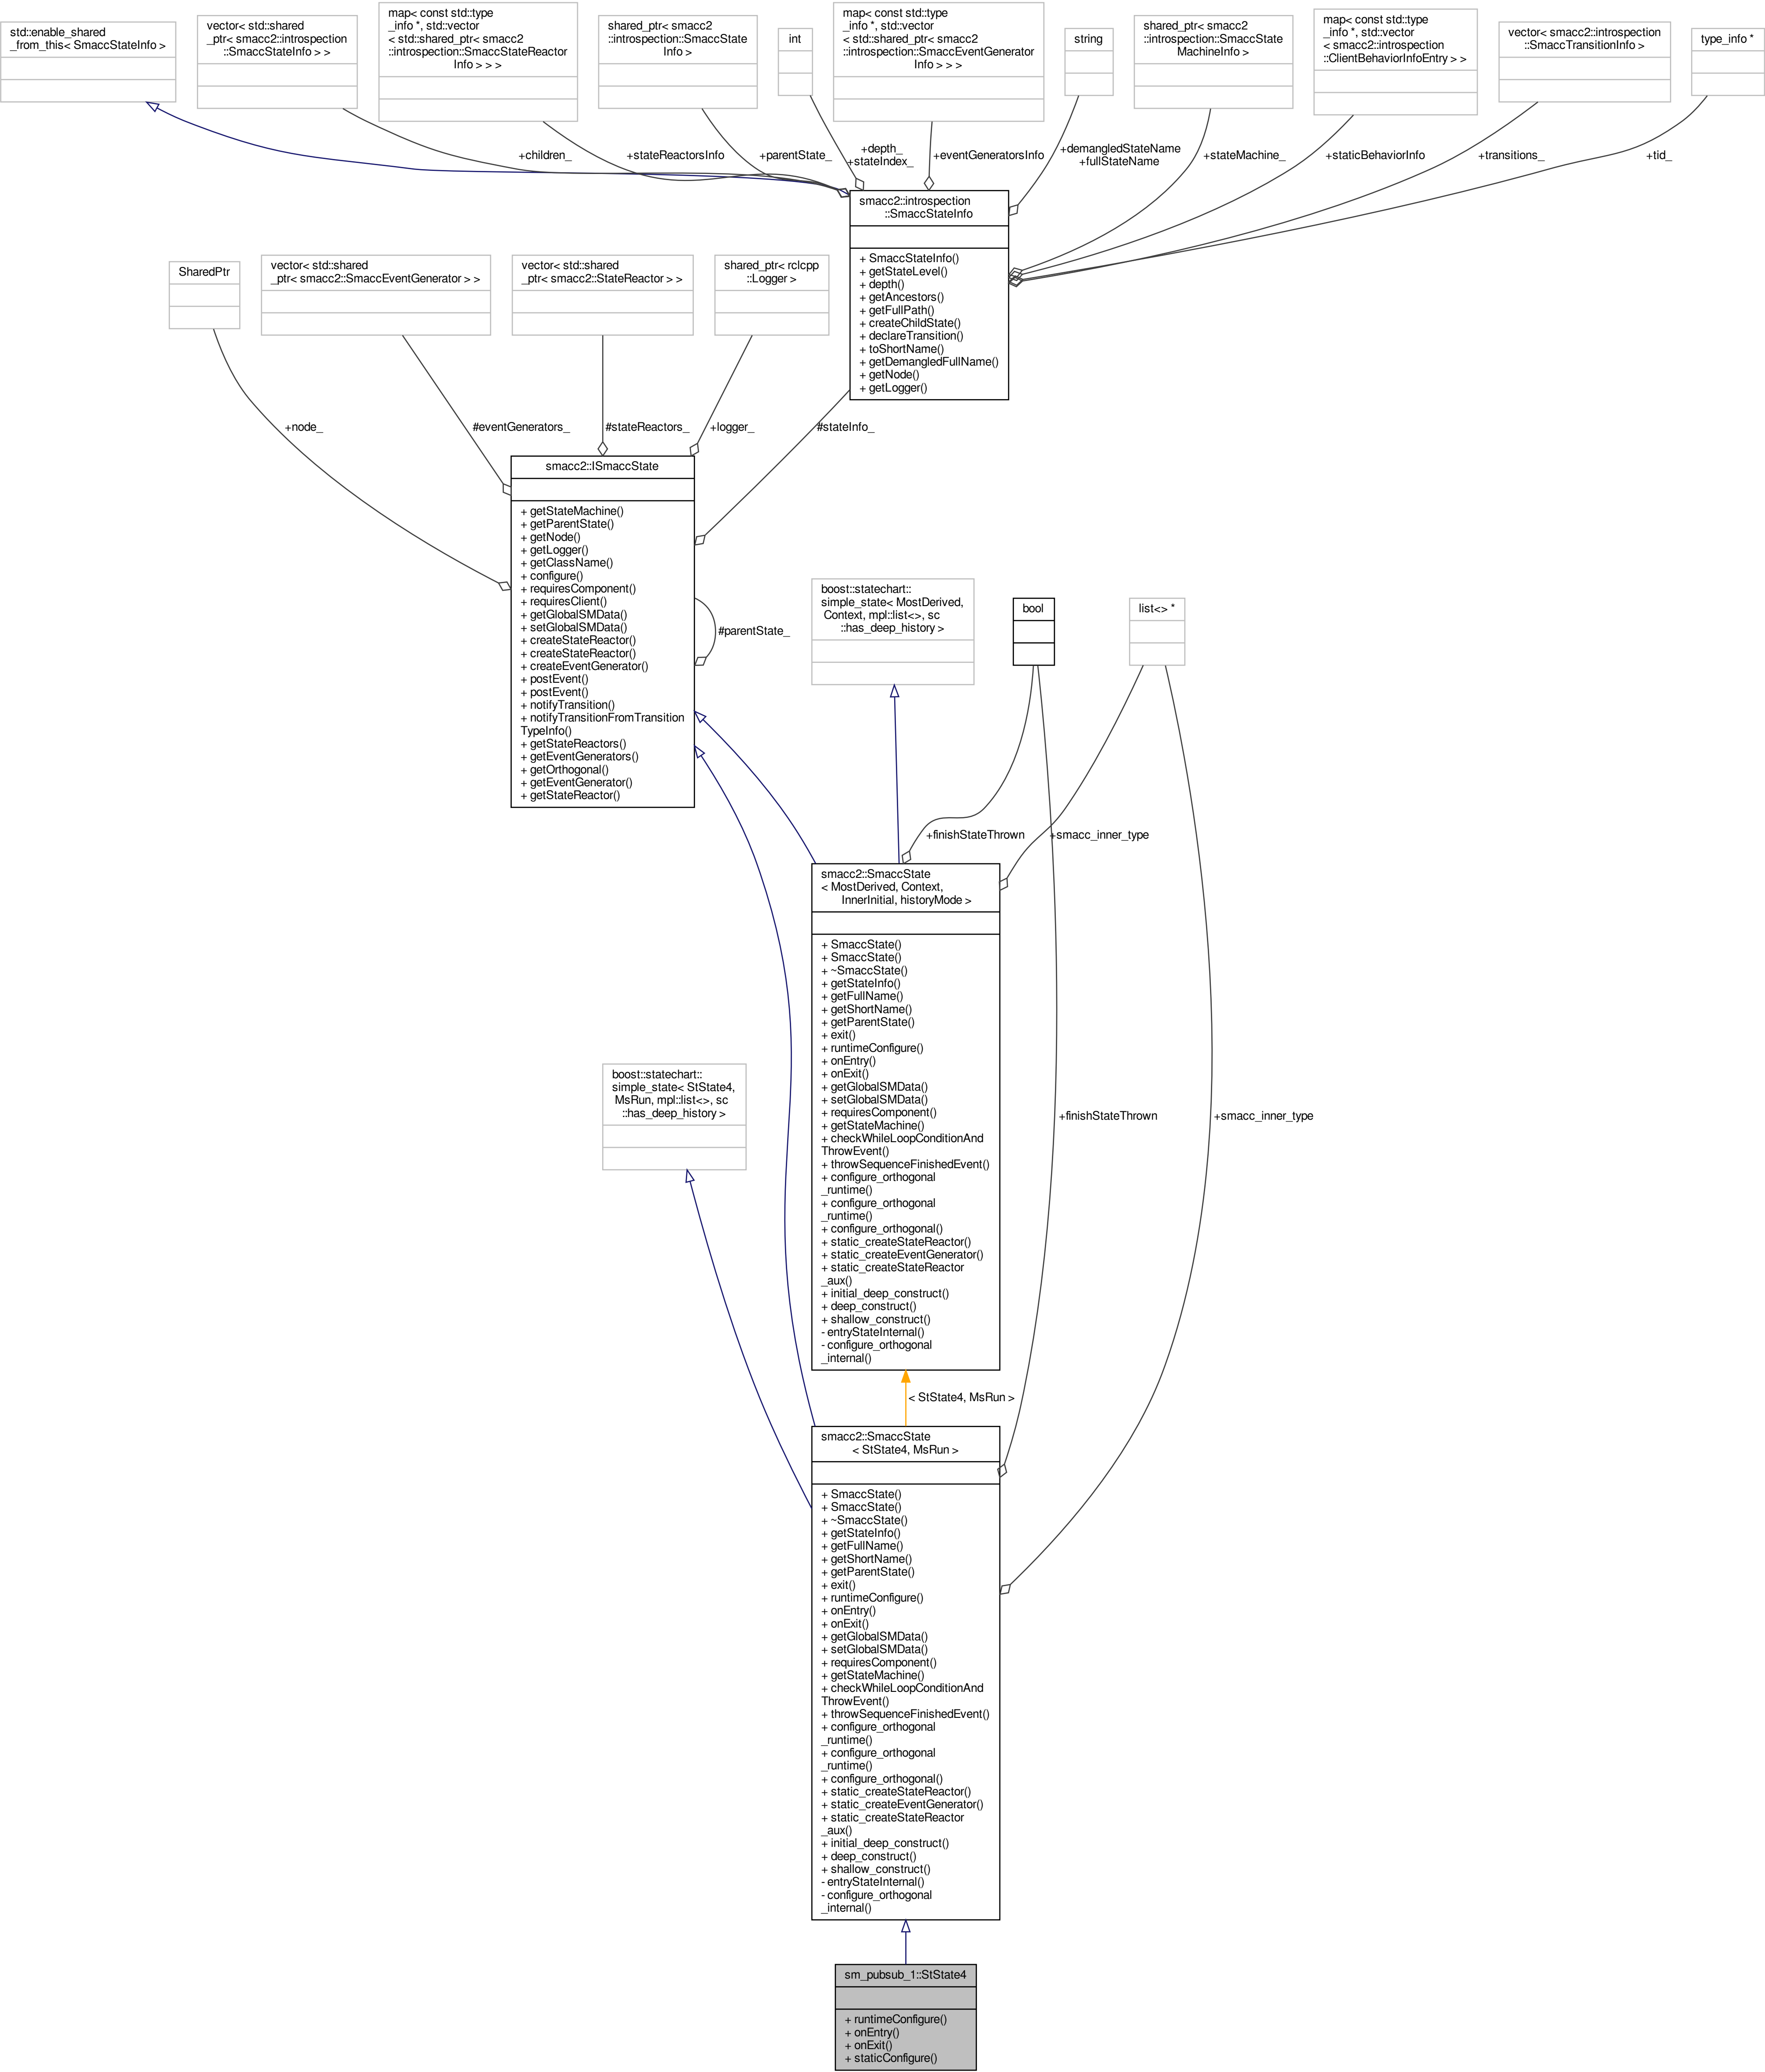 std::enable_shared
_from_this< SmaccStateInfo >
vector< std::shared
_ptr< smacc2::introspection
::SmaccStateInfo > >
map< const std::type
_info *, std::vector
< std::shared_ptr< smacc2
::introspection::SmaccStateReactor
Info > > >
shared_ptr< smacc2
::introspection::SmaccState
Info >
int
map< const std::type
_info *, std::vector
< std::shared_ptr< smacc2
::introspection::SmaccEventGenerator
Info > > >
string
shared_ptr< smacc2
::introspection::SmaccState
MachineInfo >
map< const std::type
_info *, std::vector
< smacc2::introspection
::ClientBehaviorInfoEntry > >
vector< smacc2::introspection
::SmaccTransitionInfo >
type_info *
+children_
+stateReactorsInfo
+parentState_
+depth_
+stateIndex_
+eventGeneratorsInfo
+demangledStateName
+fullStateName
+stateMachine_
+staticBehaviorInfo
+transitions_
+tid_
smacc2::introspection
::SmaccStateInfo
+ SmaccStateInfo()
+ getStateLevel()
+ depth()
+ getAncestors()
+ getFullPath()
+ createChildState()
+ declareTransition()
+ toShortName()
+ getDemangledFullName()
+ getNode()
+ getLogger()
SharedPtr
vector< std::shared
_ptr< smacc2::SmaccEventGenerator > >
vector< std::shared
_ptr< smacc2::StateReactor > >
shared_ptr< rclcpp
::Logger >
+node_
#eventGenerators_
#stateReactors_
+logger_
#stateInfo_
smacc2::ISmaccState
+ getStateMachine()
+ getParentState()
+ getNode()
+ getLogger()
+ getClassName()
+ configure()
+ requiresComponent()
+ requiresClient()
+ getGlobalSMData()
+ setGlobalSMData()
+ createStateReactor()
+ createStateReactor()
+ createEventGenerator()
+ postEvent()
+ postEvent()
+ notifyTransition()
+ notifyTransitionFromTransition
TypeInfo()
+ getStateReactors()
+ getEventGenerators()
+ getOrthogonal()
+ getEventGenerator()
+ getStateReactor()
#parentState_
boost::statechart::
simple_state< MostDerived,
Context, mpl::list<>, sc
::has_deep_history >
bool
list<> *
+finishStateThrown
+smacc_inner_type
smacc2::SmaccState
< MostDerived, Context,
InnerInitial, historyMode >
+ SmaccState()
+ SmaccState()
+ ~SmaccState()
+ getStateInfo()
+ getFullName()
+ getShortName()
+ getParentState()
+ exit()
+ runtimeConfigure()
+ onEntry()
+ onExit()
+ getGlobalSMData()
+ setGlobalSMData()
+ requiresComponent()
+ getStateMachine()
+ checkWhileLoopConditionAnd
ThrowEvent()
+ throwSequenceFinishedEvent()
+ configure_orthogonal
_runtime()
+ configure_orthogonal
_runtime()
+ configure_orthogonal()
+ static_createStateReactor()
+ static_createEventGenerator()
+ static_createStateReactor
_aux()
+ initial_deep_construct()
+ deep_construct()
+ shallow_construct()
- entryStateInternal()
- configure_orthogonal
_internal()
boost::statechart::
simple_state< StState4,
MsRun, mpl::list<>, sc
::has_deep_history >
+finishStateThrown
+smacc_inner_type
< StState4, MsRun >
smacc2::SmaccState
< StState4, MsRun >
+ SmaccState()
+ SmaccState()
+ ~SmaccState()
+ getStateInfo()
+ getFullName()
+ getShortName()
+ getParentState()
+ exit()
+ runtimeConfigure()
+ onEntry()
+ onExit()
+ getGlobalSMData()
+ setGlobalSMData()
+ requiresComponent()
+ getStateMachine()
+ checkWhileLoopConditionAnd
ThrowEvent()
+ throwSequenceFinishedEvent()
+ configure_orthogonal
_runtime()
+ configure_orthogonal
_runtime()
+ configure_orthogonal()
+ static_createStateReactor()
+ static_createEventGenerator()
+ static_createStateReactor
_aux()
+ initial_deep_construct()
+ deep_construct()
+ shallow_construct()
- entryStateInternal()
- configure_orthogonal
_internal()
sm_pubsub_1::StState4
+ runtimeConfigure()
+ onEntry()
+ onExit()
+ staticConfigure()